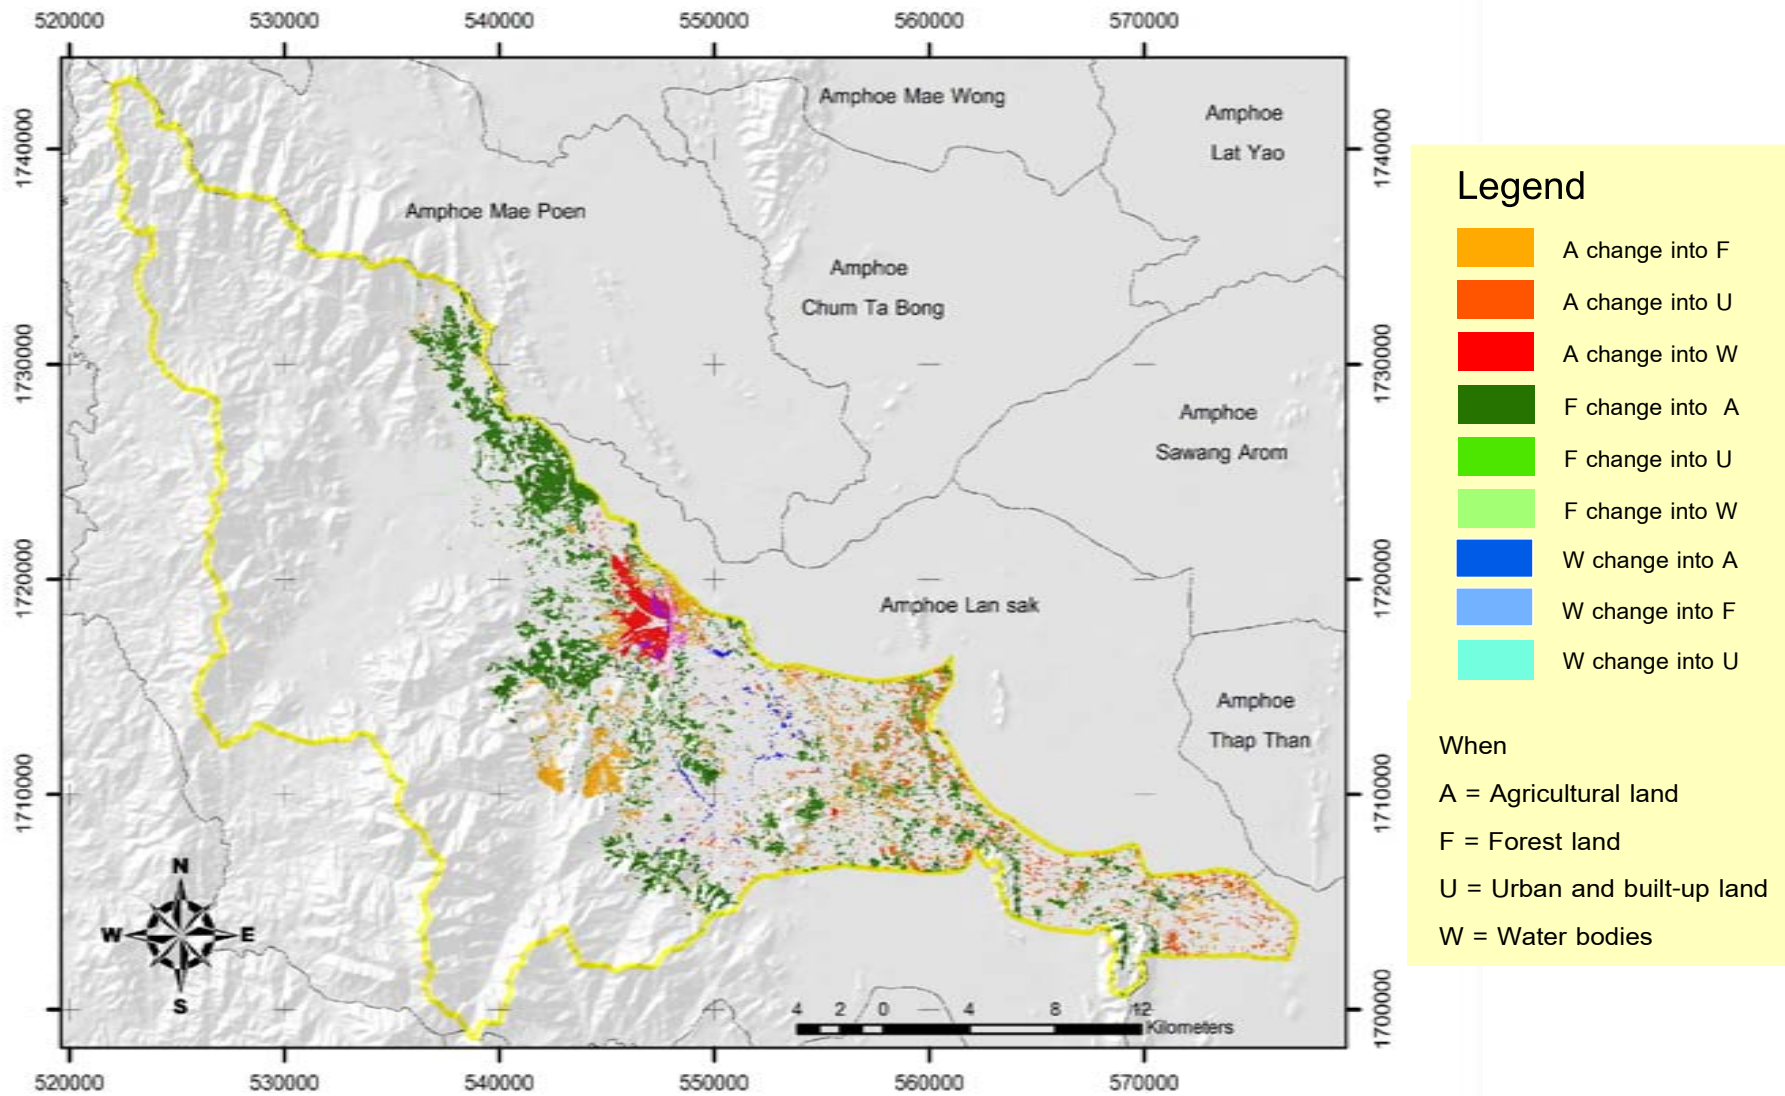 520000 530000 540000 550000 560000 570000
1740000
1730000
1720000
1710000
Amphoe Mae Wong
Amphoe
Lat Yao
Amphoe Mae Poen
Amphoe
Chum Ta Bong
Amphoe
Sawang Arom
Amphoe Lan sak
Amphoe
Thap Than
N
W E
S
4 2 0 4 8 12
Kilometers
1740000
1730000
1720000
1710000
1700000
520000 530000 540000 550000 560000 570000
Legend
A change into F
A change into U
A change into W
F change into A
F change into U
F change into W
W change into A
W change into F
W change into U
When
A = Agricultural land
F = Forest land
U = Urban and built-up land
W = Water bodies